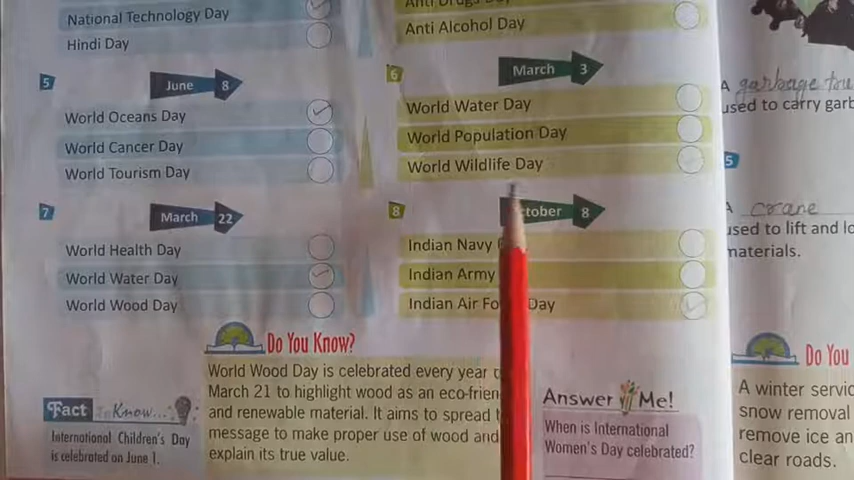 National Technology Day
Hindi Day
Anti Drugs Day
Anti Alcohol Day
5
June 8
World Oceans Day
World Cancer Day
World Tourism Day
6
March 3
World Water Day
World Population Day
World Wildlife Day
7
March 22
World Health Day
World Water Day
World Wood Day
8
ctober 8
Indian Navy
Indian Army
Indian Air Fo Day
Do You Know?
World Wood Day is celebrated every year
March 21 to highlight wood as an eco-frien
and renewable material. It aims to spread
message to make proper use of wood and
explain its true value.
Fact To Know...
International Children's Day
is celebrated on June 1.
Answer Me!
When is International
Women's Day celebrated?
A garbage tru
used to carry garb
5
A crane
used to lift and lo
materials.
Do You
A winter servic
snow removal
remove ice an
clear roads.